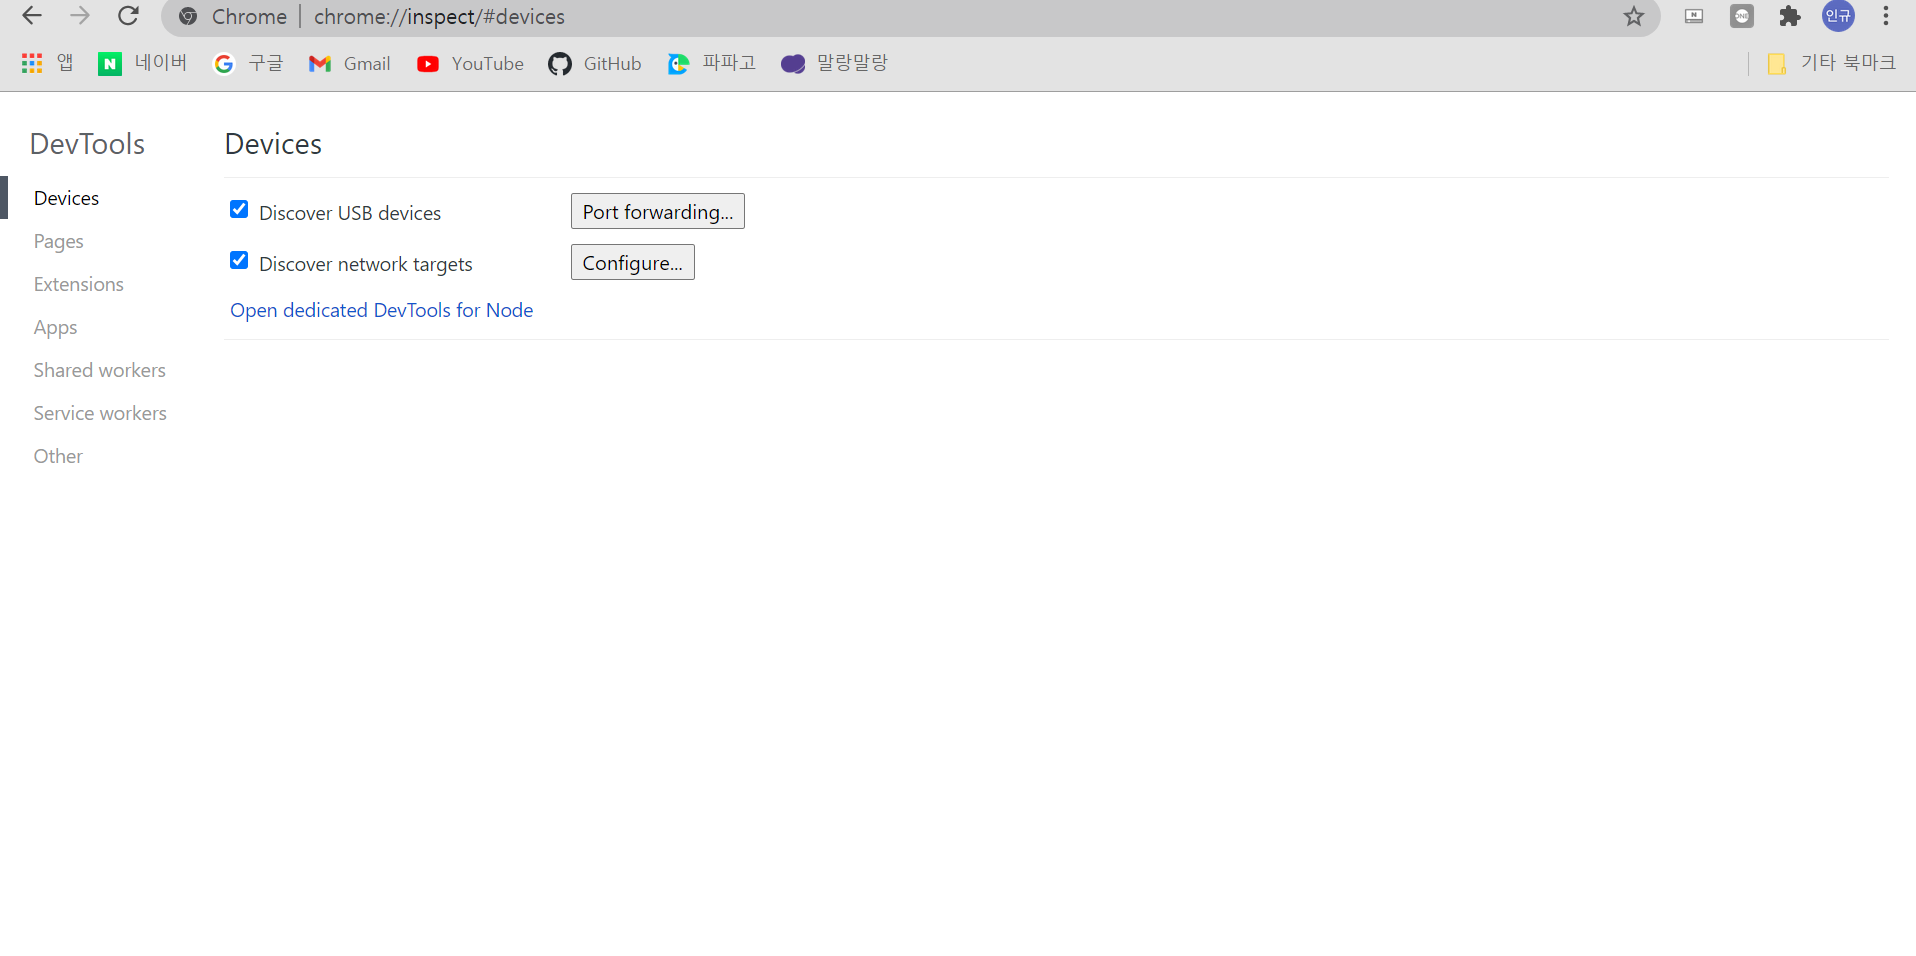 Chrome | chrome://inspect/#devices
인규
앱 네이버 구글 Gmail YouTube GitHub 파파고 말랑말랑 기타 북마크
DevTools
Devices
Pages
Extensions
Apps
Shared workers
Service workers
Other
Devices
Discover USB devices Port forwarding...
Discover network targets Configure...
Open dedicated DevTools for Node